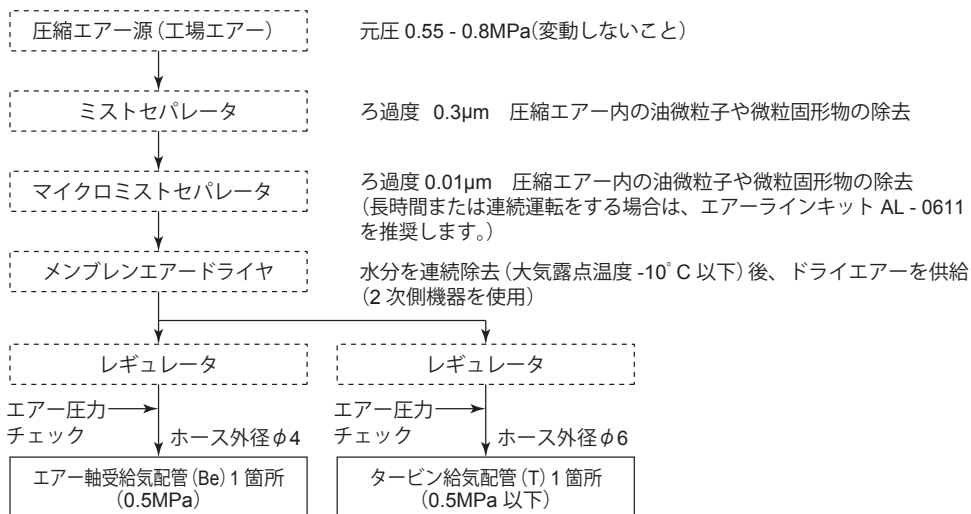 圧縮エアー源（工場エアー）
元圧 0.55 - 0.8MPa（変動しないこと）
ミストセパレータ
ろ過度 0.3μm 圧縮エアー内の油微粒子や微粒固形物の除去
マイクロミストセパレータ
ろ過度 0.01μm 圧縮エアー内の油微粒子や微粒固形物の除去
（長時間または連続運転をする場合は、エアーラインキット AL - 0611
を推奨します。）
メンブレンエアードライヤ
水分を連続除去（大気露点温度 -10°C 以下）後、ドライエアーを供給
（2 次側機器を使用）
レギュレータ
レギュレータ
エアー圧力
チェック
ホース外径φ4
エアー圧力
チェック
ホース外径φ6
エアー軸受給気配管（Be）1 箇所
（0.5MPa）
タービン給気配管（T）1 箇所
（0.5MPa 以下）